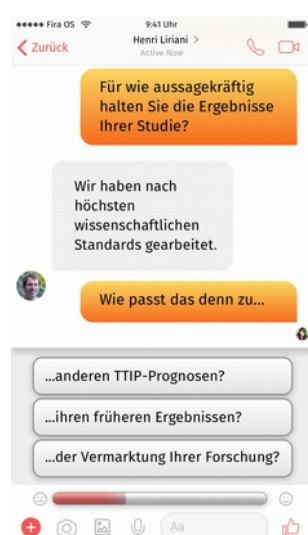 Fira OS
9:41 Uhr
Zurück
Henri Liriani >
Active Now
Für wie aussagekräftig
halten Sie die Ergebnisse
Ihrer Studie?
Wir haben nach
höchsten
wissenschaftlichen
Standards gearbeitet.
Wie passt das denn zu...
...anderen TTIP-Prognosen?
...ihren früheren Ergebnissen?
...der Vermarktung Ihrer Forschung?
Aa